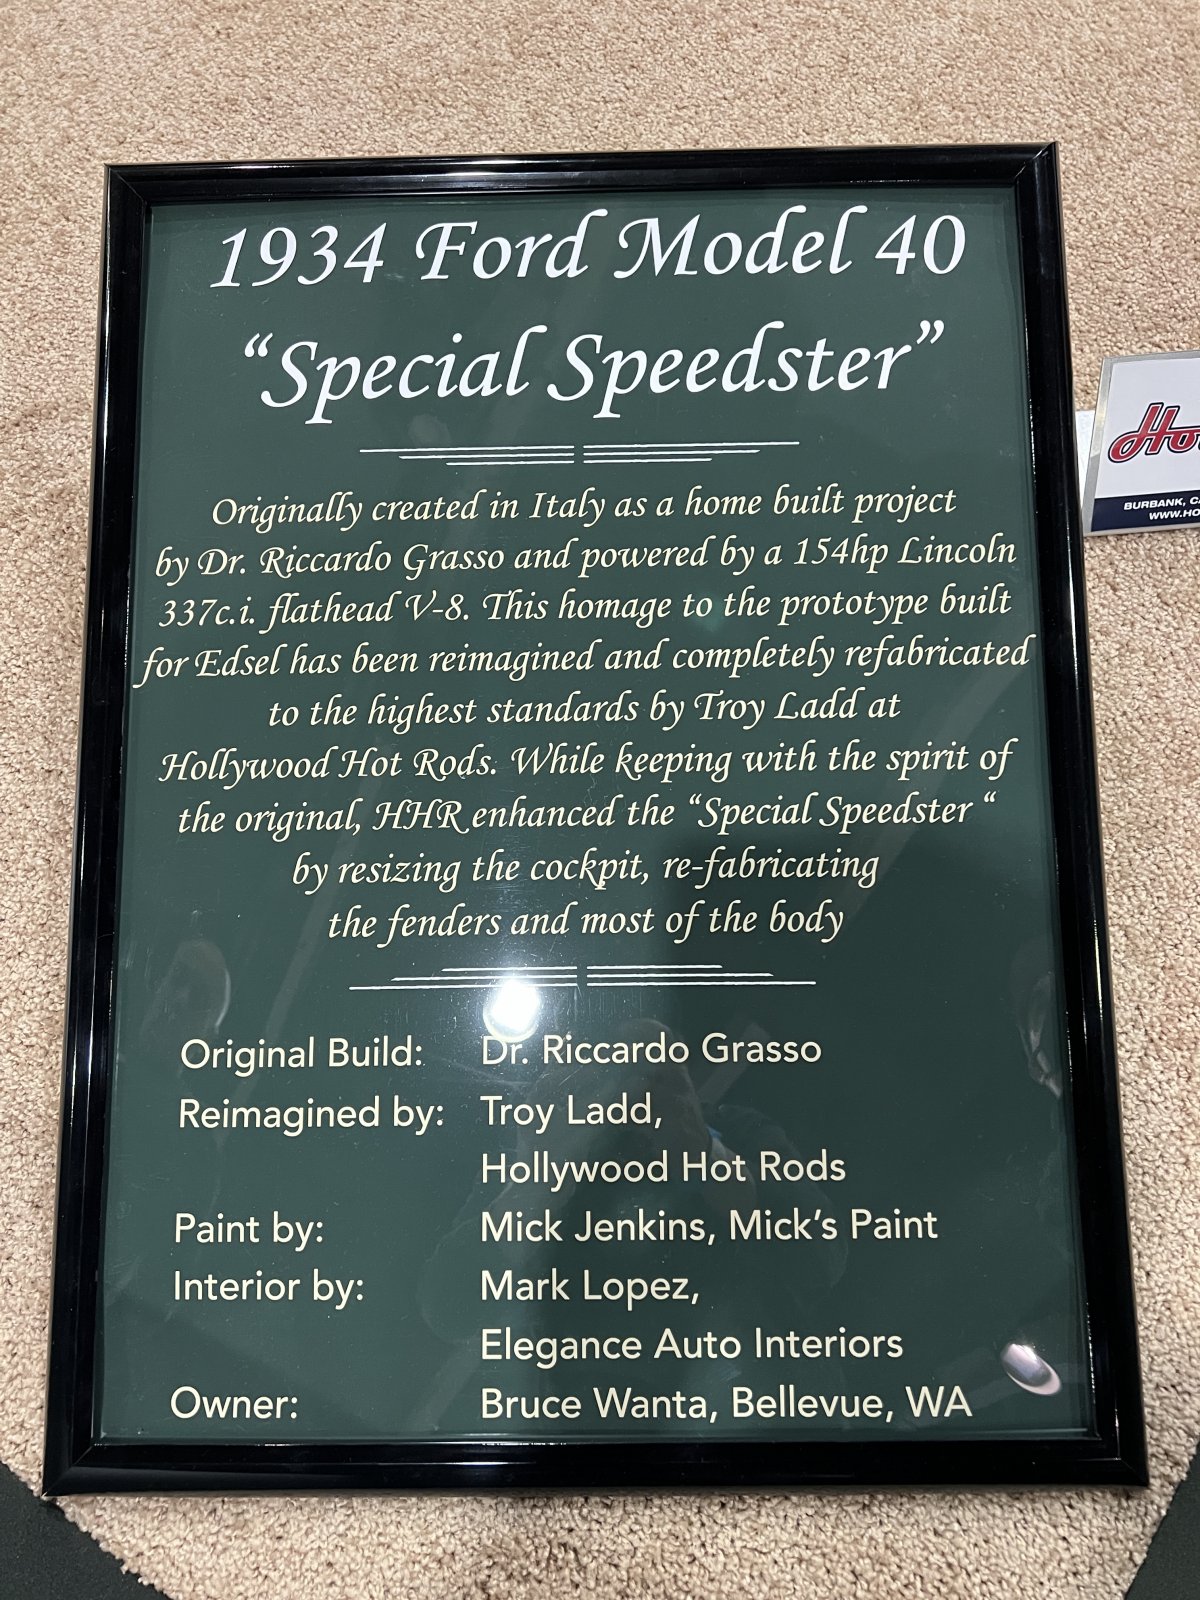 1934 Ford Model 40
“Special Speedster”
Originally created in Italy as a home built project
by Dr. Riccardo Grasso and powered by a 154hp Lincoln
337c.i. flathead V-8. This homage to the prototype built
for Edsel has been reimagined and completely refabricated
to the highest standards by Troy Ladd at
Hollywood Hot Rods. While keeping with the spirit of
the original, HHR enhanced the “Special Speedster “
by resizing the cockpit, re-fabricating
the fenders and most of the body
Original Build: Dr. Riccardo Grasso
Reimagined by: Troy Ladd,
Hollywood Hot Rods
Paint by: Mick Jenkins, Mick’s Paint
Interior by: Mark Lopez,
Elegance Auto Interiors
Owner: Bruce Wanta, Bellevue, WA
BURBANK,